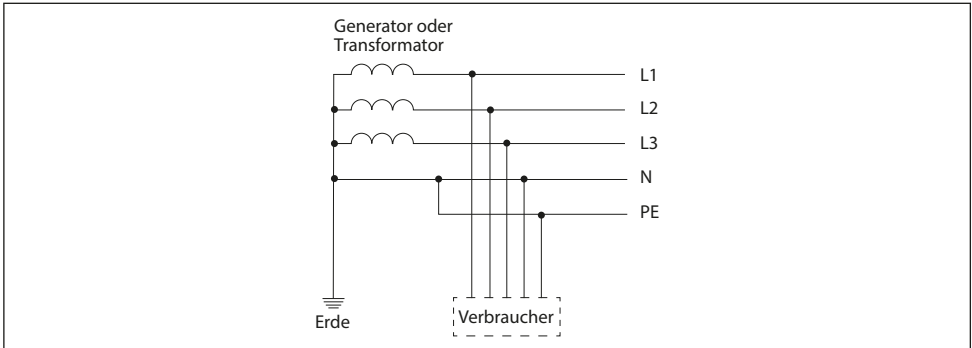 Generator oder
Transformator
L1
L2
L3
N
PE
Erde
Verbraucher